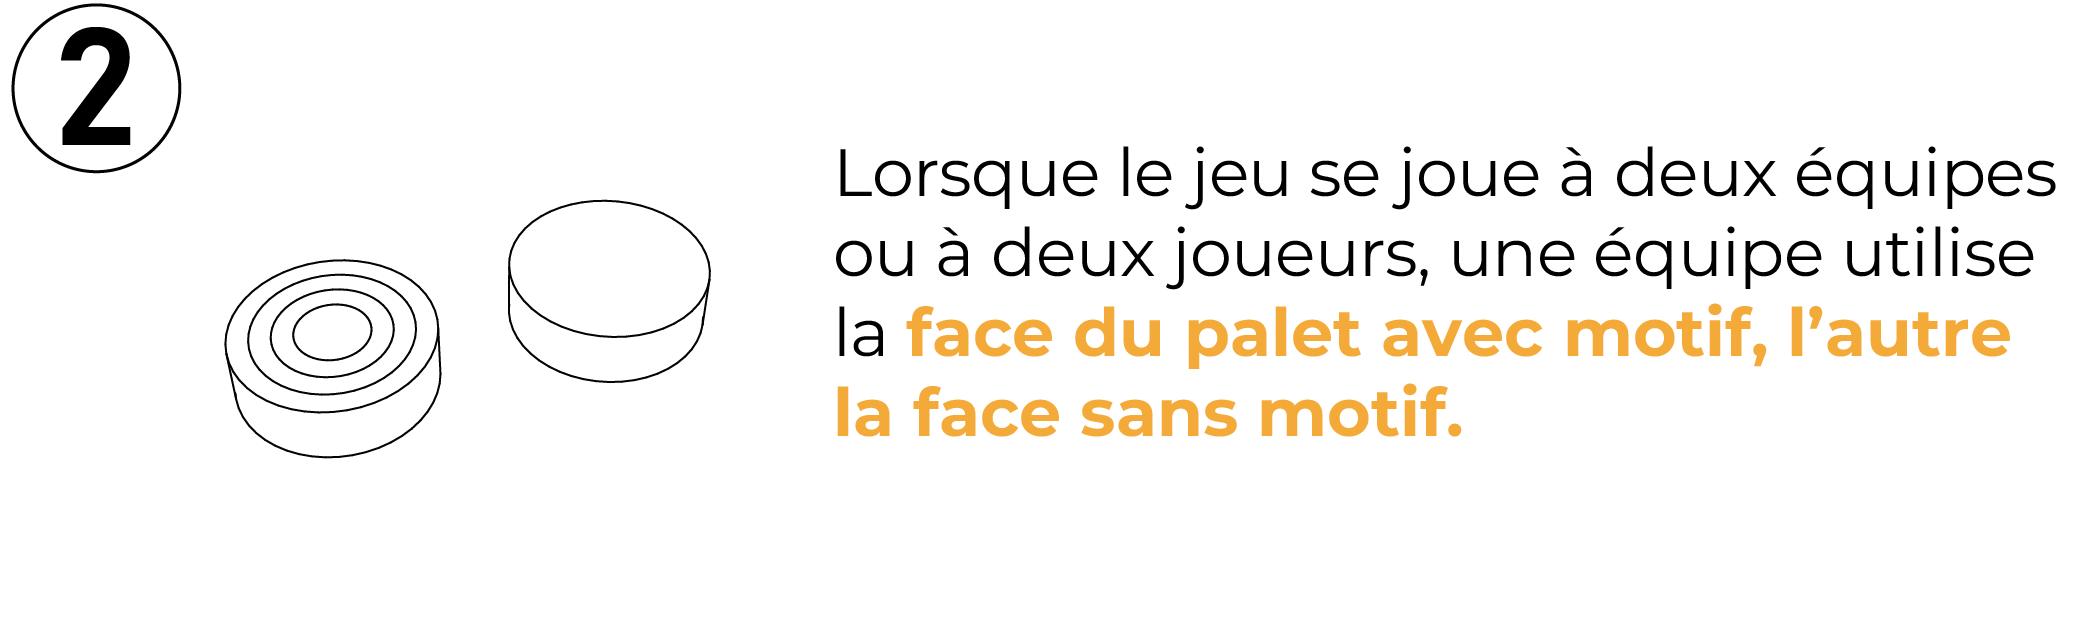 2
Lorsque le jeu se joue à deux équipes
ou à deux joueurs, une équipe utilise
la face du palet avec motif, l’autre
la face sans motif.